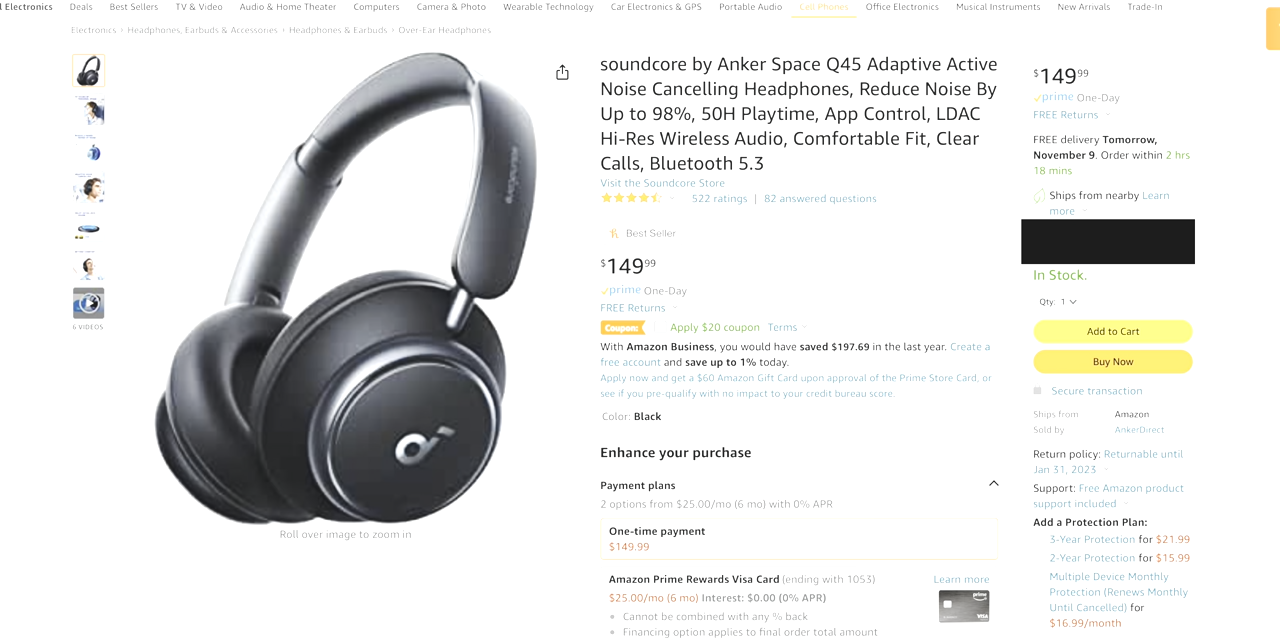 l Electronics Deals Best Sellers TV & Video Audio & Home Theater Computers Camera & Photo Wearable Technology Car Electronics & GPS Portable Audio Cell Phones Office Electronics Musical Instruments New Arrivals Trade-In
Electronics › Headphones, Earbuds & Accessories › Headphones & Earbuds › Over-Ear Headphones
6 VIDEOS
soundcore
Roll over image to zoom in
soundcore by Anker Space Q45 Adaptive Active
Noise Cancelling Headphones, Reduce Noise By
Up to 98%, 50H Playtime, App Control, LDAC
Hi-Res Wireless Audio, Comfortable Fit, Clear
Calls, Bluetooth 5.3
Visit the Soundcore Store
522 ratings | 82 answered questions
Best Seller
$149 99
prime One-Day
FREE Returns
Coupon: Apply $20 coupon Terms
With Amazon Business, you would have saved $197.69 in the last year. Create a
free account and save up to 1% today.
Apply now and get a $60 Amazon Gift Card upon approval of the Prime Store Card, or
see if you pre-qualify with no impact to your credit bureau score.
Color: Black
Enhance your purchase
Payment plans
2 options from $25.00/mo (6 mo) with 0% APR
One-time payment
$149.99
Amazon Prime Rewards Visa Card (ending with 1053) Learn more
$25.00/mo (6 mo) Interest: $0.00 (0% APR)
prime
VISA
• Cannot be combined with any % back
• Financing option applies to final order total amount
$149 99
prime One-Day
FREE Returns
FREE delivery Tomorrow,
November 9. Order within 2 hrs
18 mins
Ships from nearby Learn
more
In Stock.
Qty: 1
Add to Cart
Buy Now
Secure transaction
Ships from Amazon
Sold by AnkerDirect
Return policy: Returnable until
Jan 31, 2023
Support: Free Amazon product
support included
Add a Protection Plan:
3-Year Protection for $21.99
2-Year Protection for $15.99
Multiple Device Monthly
Protection (Renews Monthly
Until Cancelled) for
$16.99/month